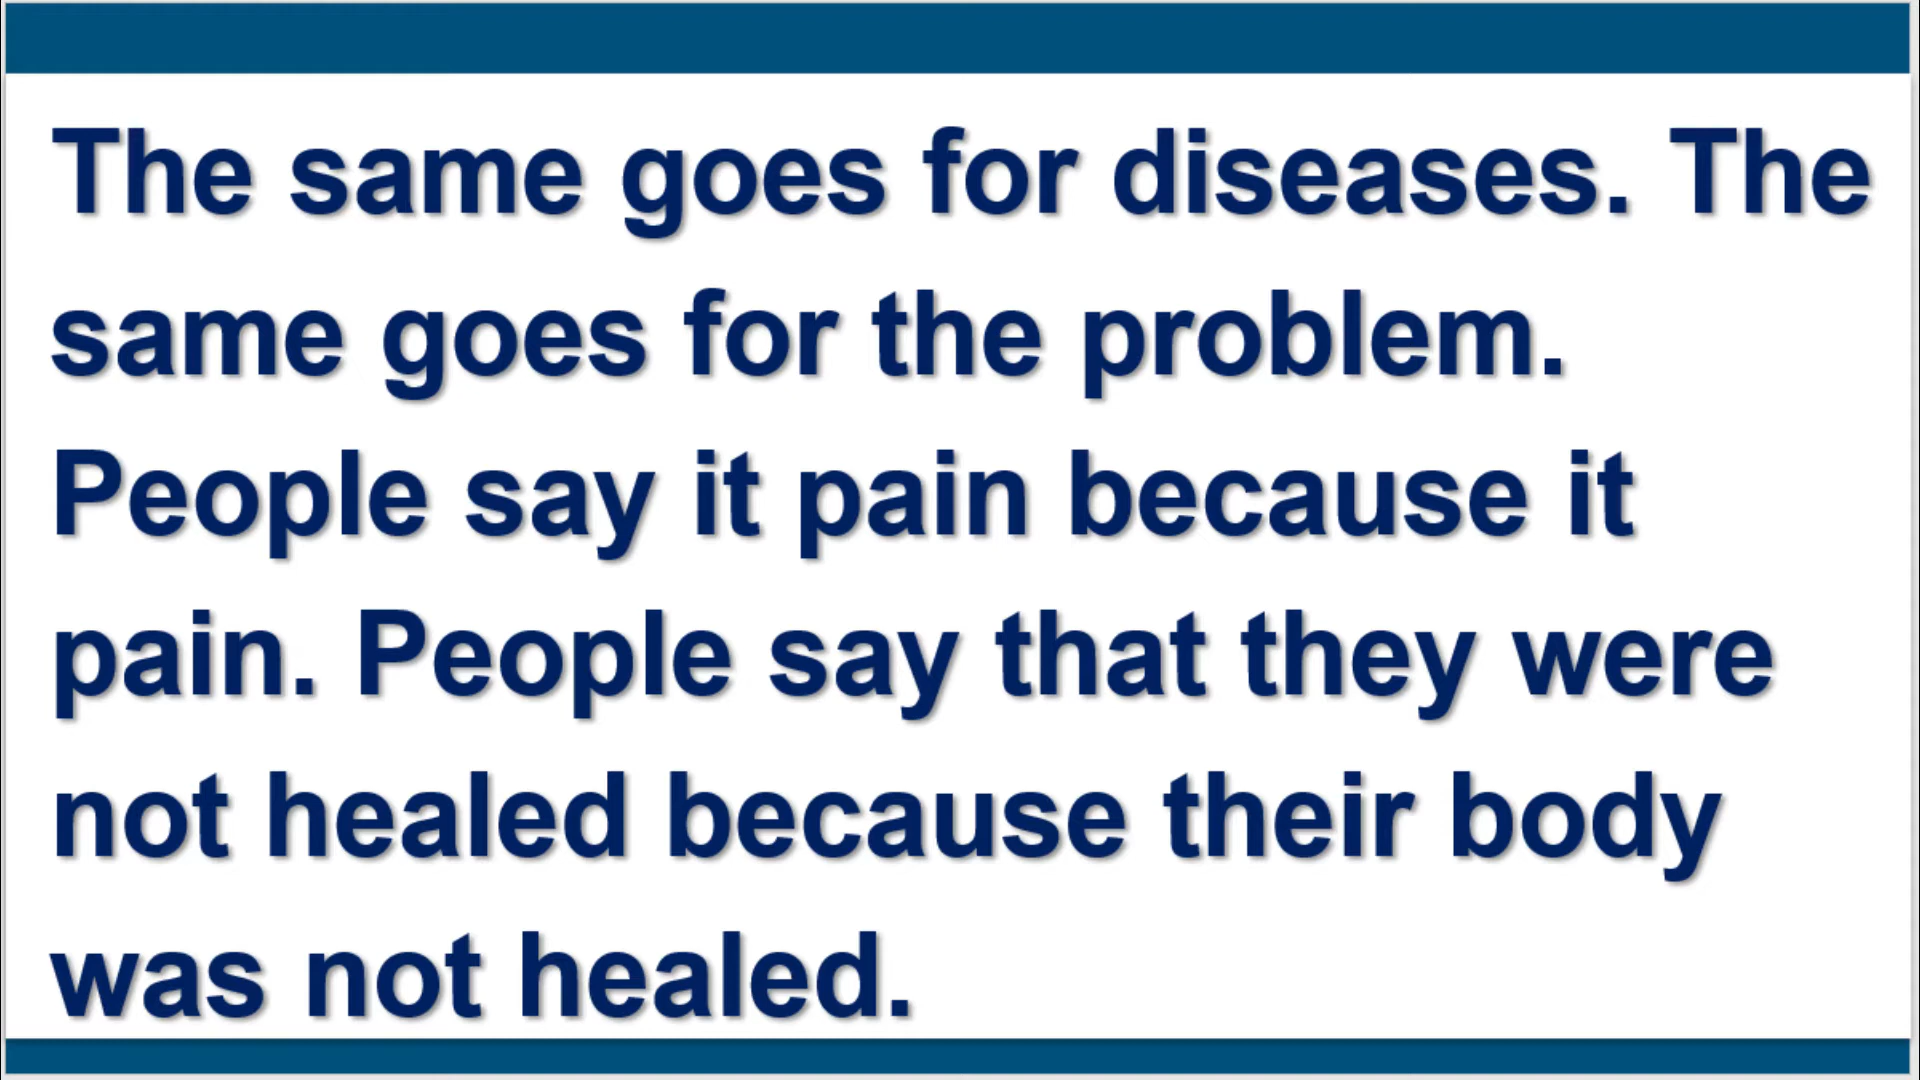 The same goes for diseases. The
same goes for the problem.
People say it pain because it
pain. People say that they were
not healed because their body
was not healed.